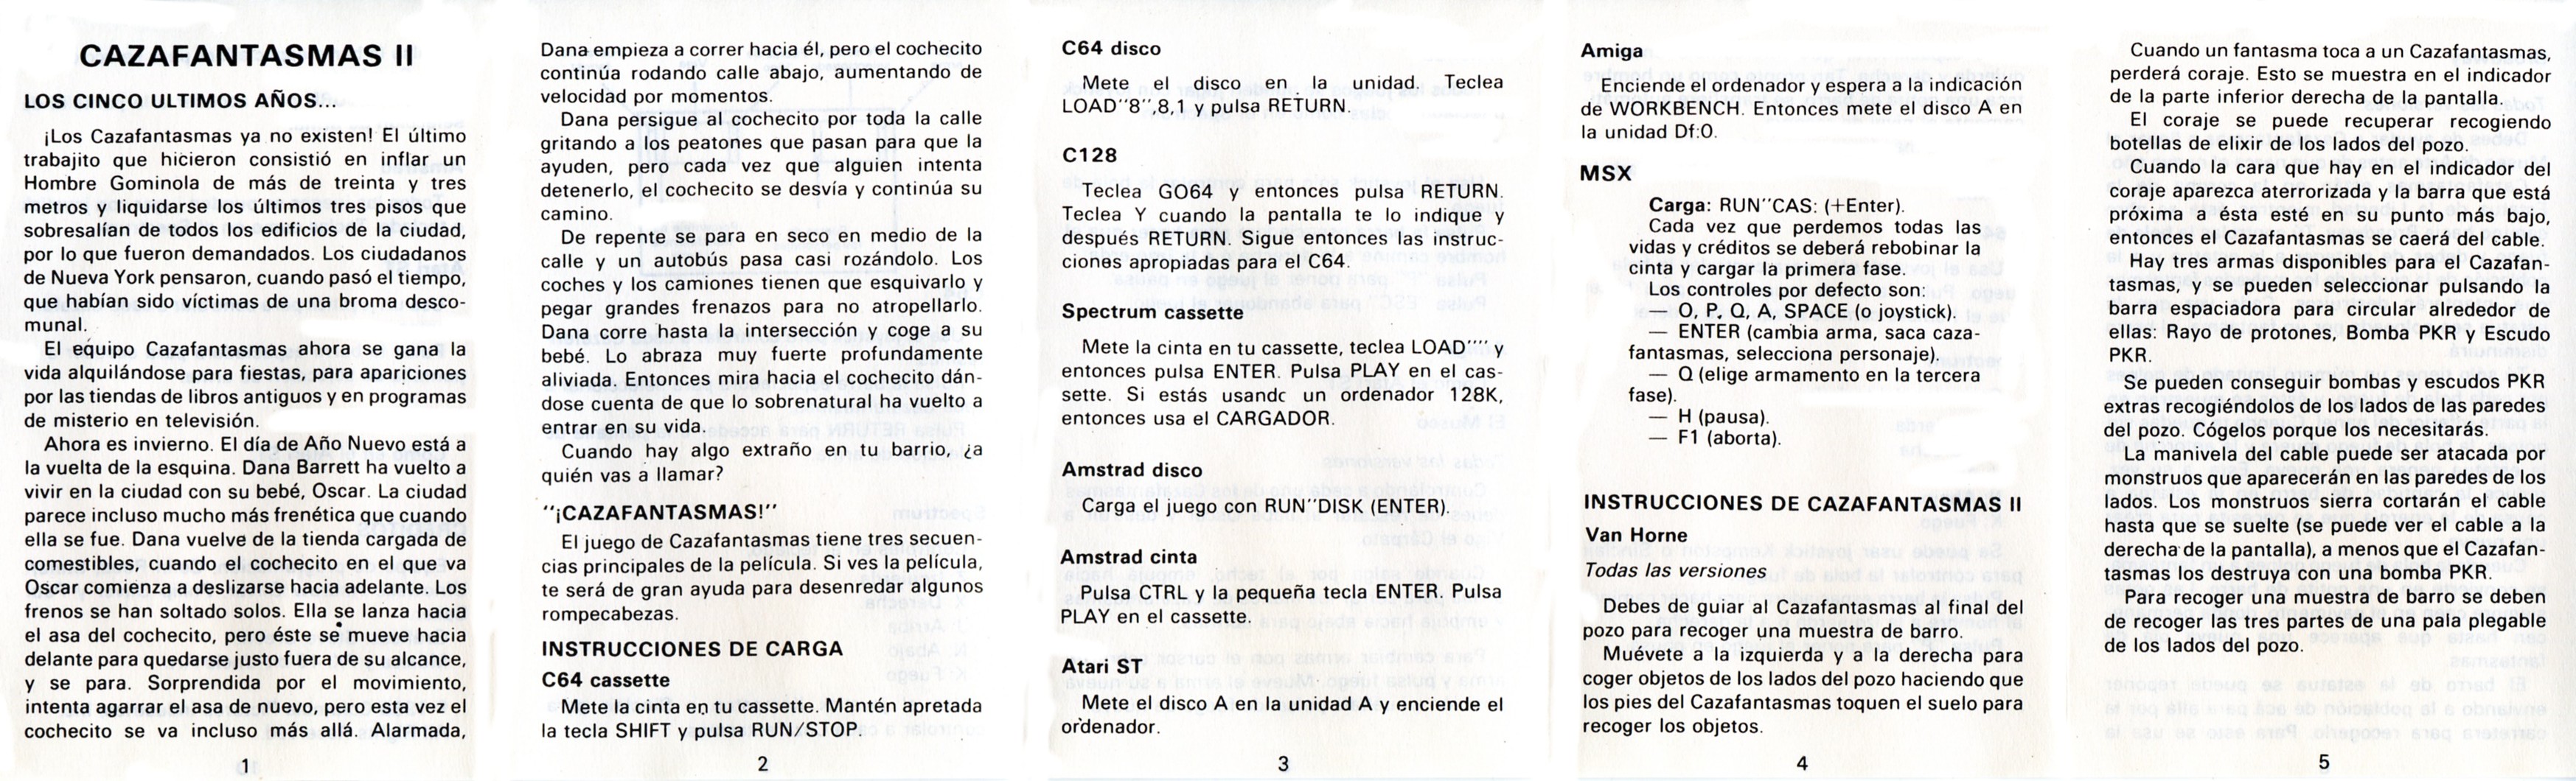 CAZAFANTASMAS II
LOS CINCO ULTIMOS AÑOS...
¡Los Cazafantasmas ya no existen! El último
trabajito que hicieron consistió en inflar un
Hombre Gominola de más de treinta y tres
metros y liquidarse los últimos tres pisos que
sobresalían de todos los edificios de la ciudad,
por lo que fueron demandados. Los ciudadanos
de Nueva York pensaron, cuando pasó el tiempo,
que habían sido víctimas de una broma desco-
munal.
El equipo Cazafantasmas ahora se gana la
vida alquilándose para fiestas, para apariciones
por las tiendas de libros antiguos y en programas
de misterio en televisión.
Ahora es invierno. El día de Año Nuevo está a
la vuelta de la esquina. Dana Barrett ha vuelto a
vivir en la ciudad con su bebé, Oscar. La ciudad
parece incluso mucho más frenética que cuando
ella se fue. Dana vuelve de la tienda cargada de
comestibles, cuando el cochecito en el que va
Oscar comienza a deslizarse hacia adelante. Los
frenos se han soltado solos. Ella se lanza hacia
el asa del cochecito, pero éste se mueve hacia
delante para quedarse justo fuera de su alcance,
y se para. Sorprendida por el movimiento,
intenta agarrar el asa de nuevo, pero esta vez el
cochecito se va incluso más allá. Alarmada,
1
Dana empieza a correr hacia él, pero el cochecito
continúa rodando calle abajo, aumentando de
velocidad por momentos.
Dana persigue al cochecito por toda la calle
gritando a los peatones que pasan para que la
ayuden, pero cada vez que alguien intenta
detenerlo, el cochecito se desvía y continúa su
camino.
De repente se para en seco en medio de la
calle y un autobús pasa casi rozándolo. Los
coches y los camiones tienen que esquivarlo y
pegar grandes frenazos para no atropellarlo.
Dana corre hasta la intersección y coge a su
bebé. Lo abraza muy fuerte profundamente
aliviada. Entonces mira hacia el cochecito dán-
dose cuenta de que lo sobrenatural ha vuelto a
entrar en su vida.
Cuando hay algo extraño en tu barrio, ¿a
quién vas a llamar?
"¡CAZAFANTASMAS!"
El juego de Cazafantasmas tiene tres secuen-
cias principales de la película. Si ves la película,
te será de gran ayuda para desenredar algunos
rompecabezas.
INSTRUCCIONES DE CARGA
C64 cassette
Mete la cinta en tu cassette. Mantén apretada
la tecla SHIFT y pulsa RUN/STOP.
2
C64 disco
Mete el disco en la unidad. Teclea
LOAD"8",8,1 y pulsa RETURN.
C128
Teclea GO64 y entonces pulsa RETURN.
Teclea Y cuando la pantalla te lo indique y
después RETURN. Sigue entonces las instruc-
ciones apropiadas para el C64.
Spectrum cassette
Mete la cinta en tu cassette, teclea LOAD"" y
entonces pulsa ENTER. Pulsa PLAY en el cas-
sette. Si estás usando un ordenador 128K,
entonces usa el CARGADOR.
Amstrad disco
Carga el juego con RUN"DISK (ENTER).
Amstrad cinta
Pulsa CTRL y la pequeña tecla ENTER. Pulsa
PLAY en el cassette.
Atari ST
Mete el disco A en la unidad A y enciende el
ordenador.
3
Amiga
Enciende el ordenador y espera a la indicación
de WORKBENCH. Entonces mete el disco A en
la unidad Df:0.
MSX
Carga: RUN"CAS: (+Enter).
Cada vez que perdemos todas las
vidas y créditos se deberá rebobinar la
cinta y cargar la primera fase.
Los controles por defecto son:
— O, P, Q, A, SPACE (o joystick).
— ENTER (cambia arma, saca caza-
fantasmas, selecciona personaje).
— Q (elige armamento en la tercera
fase).
— H (pausa).
— F1 (aborta).
INSTRUCCIONES DE CAZAFANTASMAS II
Van Horne
Todas las versiones
Debes de guiar al Cazafantasmas al final del
pozo para recoger una muestra de barro.
Muévete a la izquierda y a la derecha para
coger objetos de los lados del pozo haciendo que
los pies del Cazafantasmas toquen el suelo para
recoger los objetos.
4
Cuando un fantasma toca a un Cazafantasmas,
perderá coraje. Esto se muestra en el indicador
de la parte inferior derecha de la pantalla.
El coraje se puede recuperar recogiendo
botellas de elixir de los lados del pozo.
Cuando la cara que hay en el indicador del
coraje aparezca aterrorizada y la barra que está
próxima a ésta esté en su punto más bajo,
entonces el Cazafantasmas se caerá del cable.
Hay tres armas disponibles para el Cazafan-
tasmas, y se pueden seleccionar pulsando la
barra espaciadora para circular alrededor de
ellas: Rayo de protones, Bomba PKR y Escudo
PKR.
Se pueden conseguir bombas y escudos PKR
extras recogiéndolos de los lados de las paredes
del pozo. Cógelos porque los necesitarás.
La manivela del cable puede ser atacada por
monstruos que aparecerán en las paredes de los
lados. Los monstruos considerarán el cable
hasta que se suelte (se puede ver el cable a la
derecha de la pantalla), a menos que el Cazafan-
tasmas los destruya con una bomba PKR.
Para recoger la muestra de barro se deben
de recoger las tres partes de una pala plegable
de los lados del pozo.
5